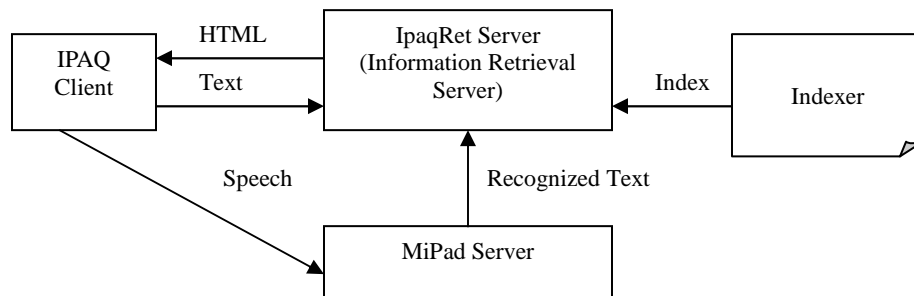 HTML
IPAQ
Client
Text
IpaqRet Server
(Information Retrieval
Server)
Index
Indexer
Speech
Recognized Text
MiPad Server